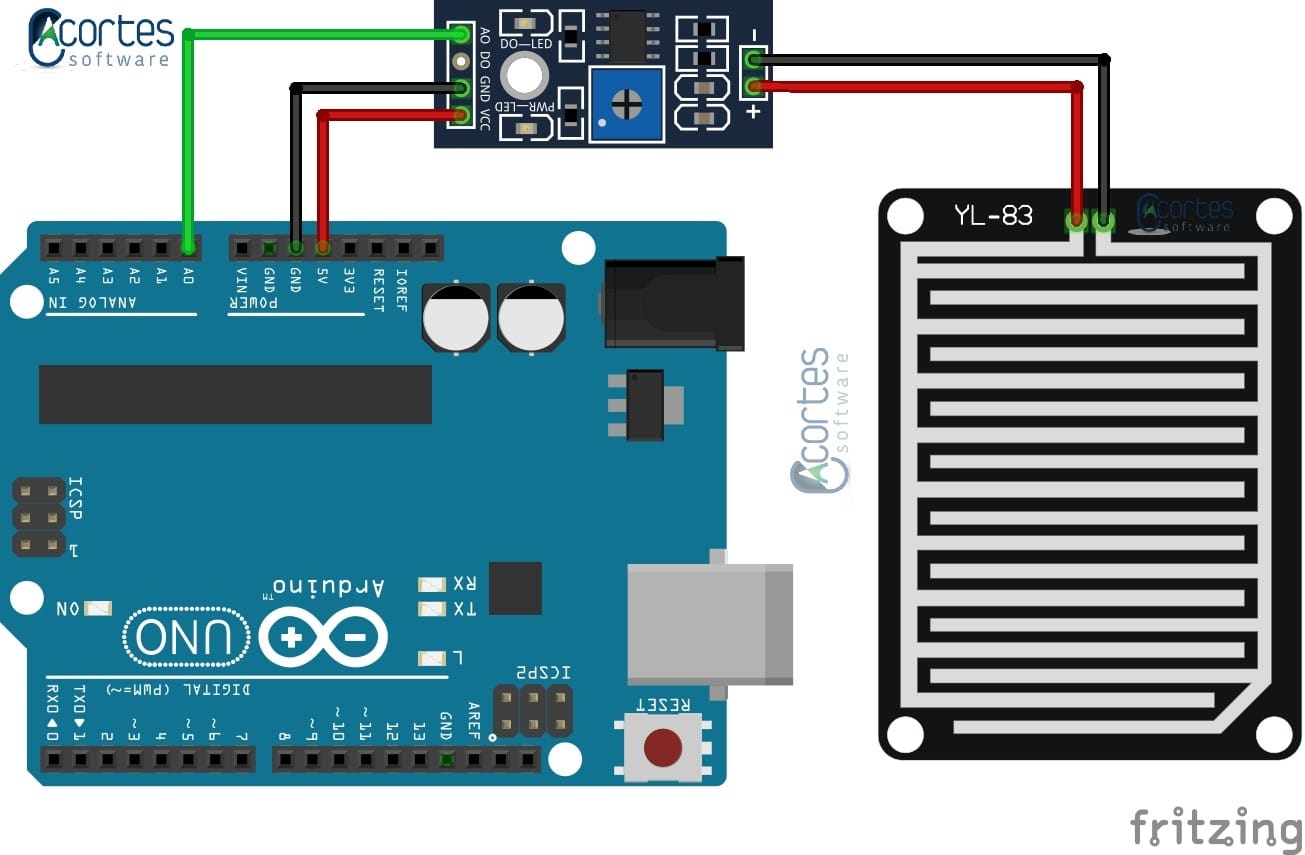 Acortes
software
AO
DO
GND
VCC
DO—LED
PWR—LED
-
+
YL-83
Acortes
software
A5
A4
A3
A2
A1
A0
ANALOG IN
VIN
GND
GND
5V
3V3
RESET
IOREF
POWER
Acortes
software
ICSP
1
ON
UNO
Arduino™
RX
TX
L
ICSP2
RESET
DIGITAL (PWM=~)
RX0 ◀ 0
TX0 ▶ 1
2
~3
4
~5
~6
7
8
~9
~10
~11
12
13
GND
AREF
fritzing